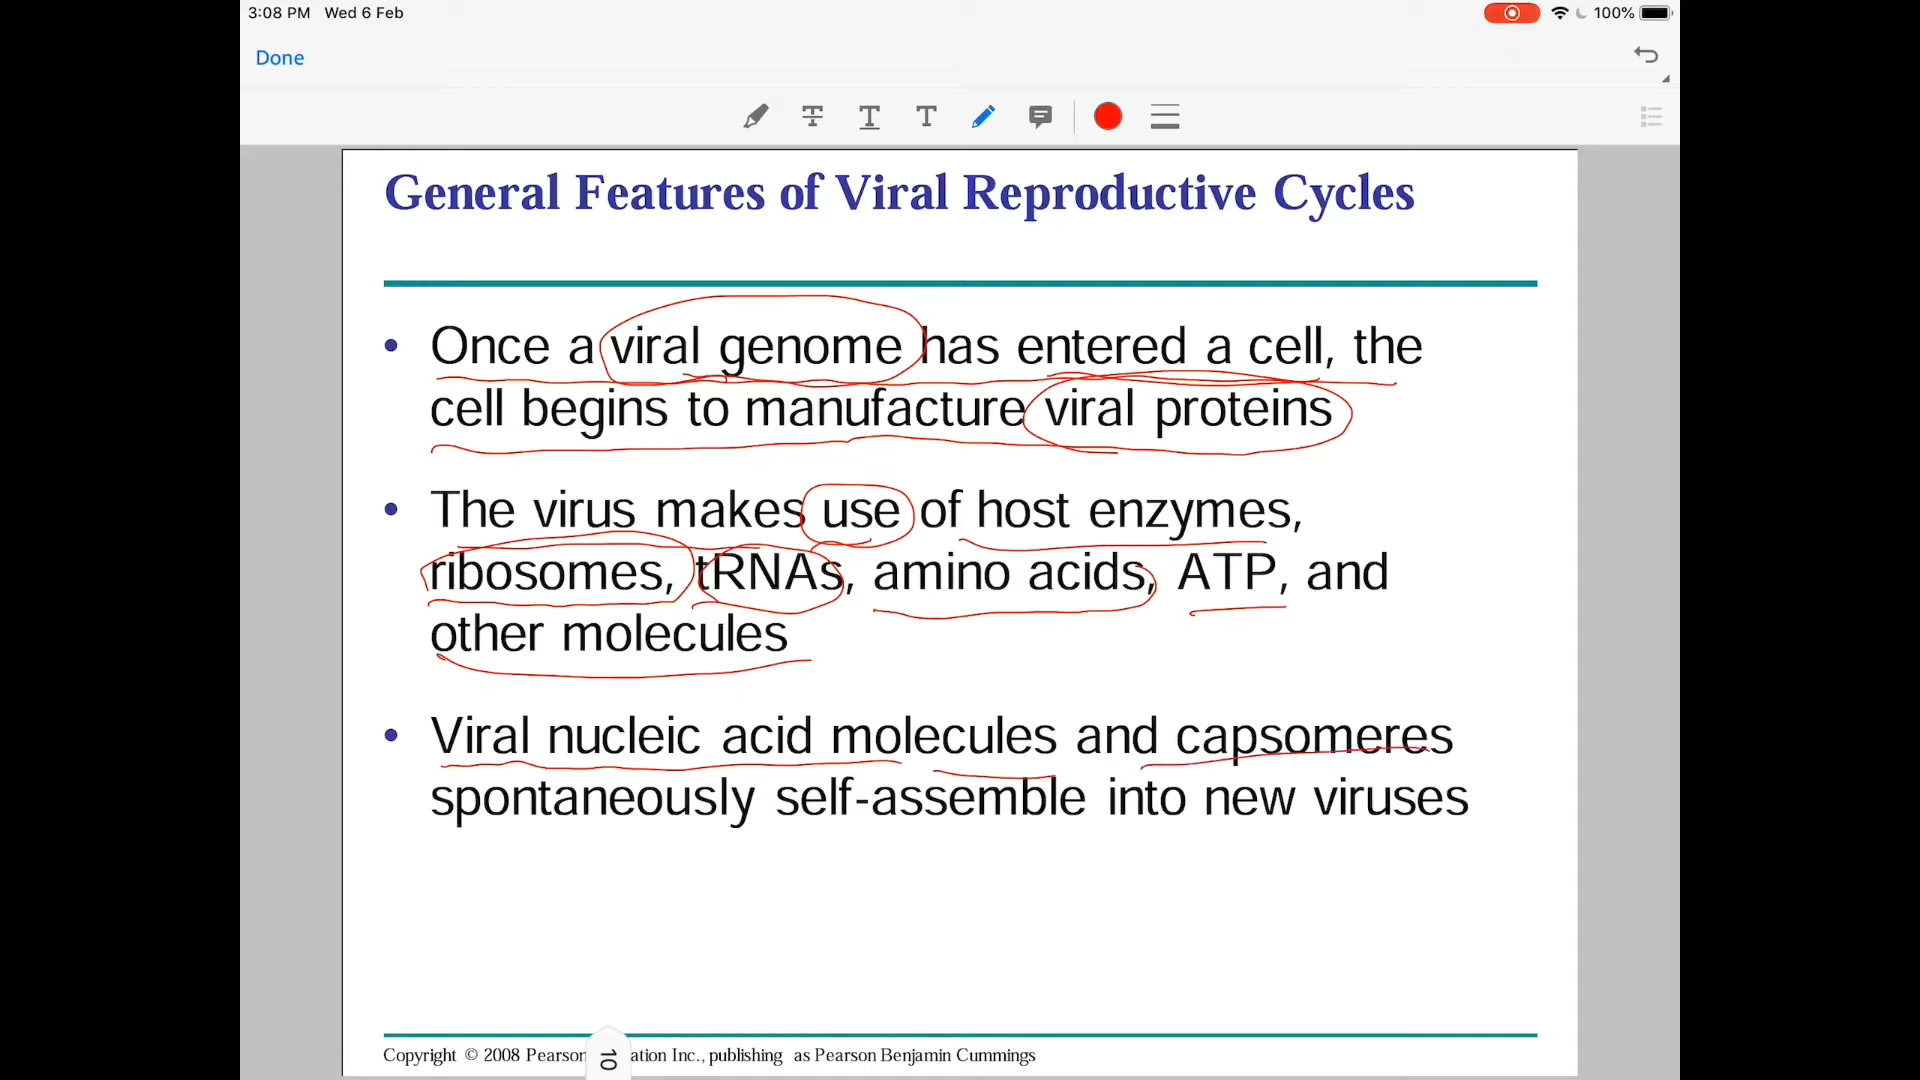 3:08 PM Wed 6 Feb
100%
Done
General Features of Viral Reproductive Cycles
• Once a viral genome has entered a cell, the
cell begins to manufacture viral proteins
• The virus makes use of host enzymes,
ribosomes, tRNAs, amino acids, ATP, and
other molecules
• Viral nucleic acid molecules and capsomeres
spontaneously self-assemble into new viruses
Copyright © 2008 Pearson ation Inc., publishing as Pearson Benjamin Cummings
10